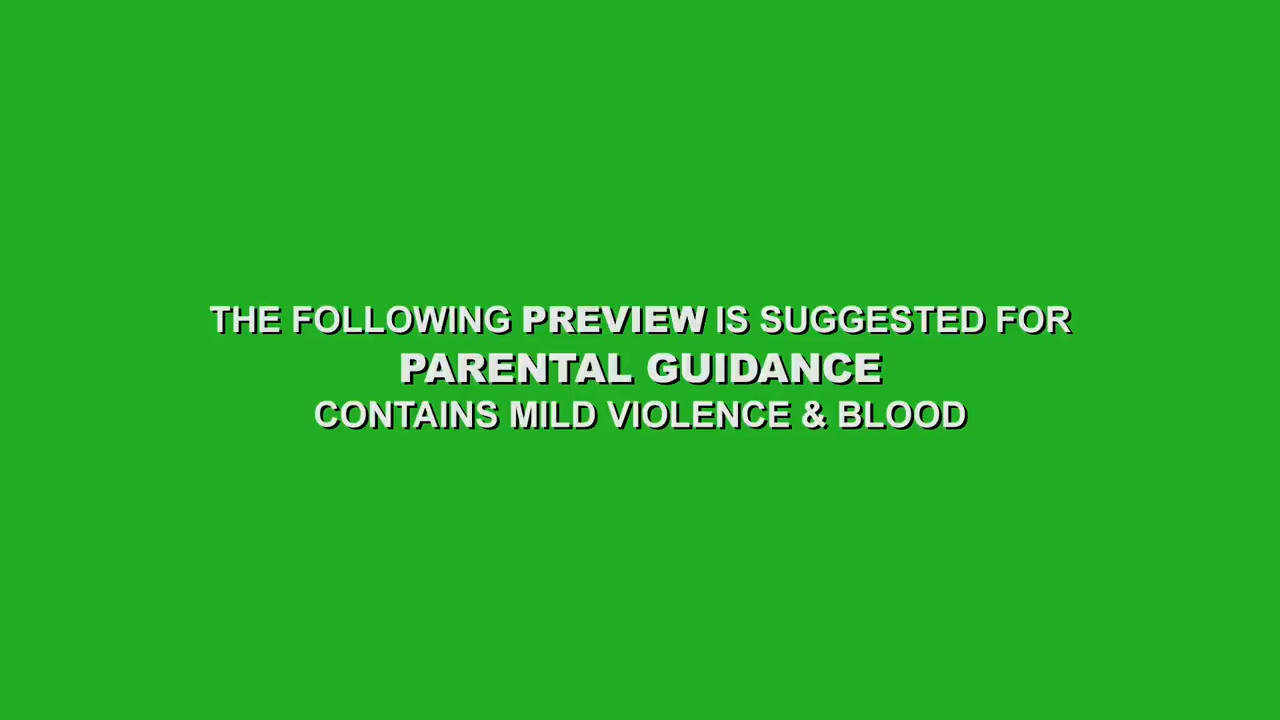 THE FOLLOWING PREVIEW IS SUGGESTED FOR
PARENTAL GUIDANCE
CONTAINS MILD VIOLENCE & BLOOD